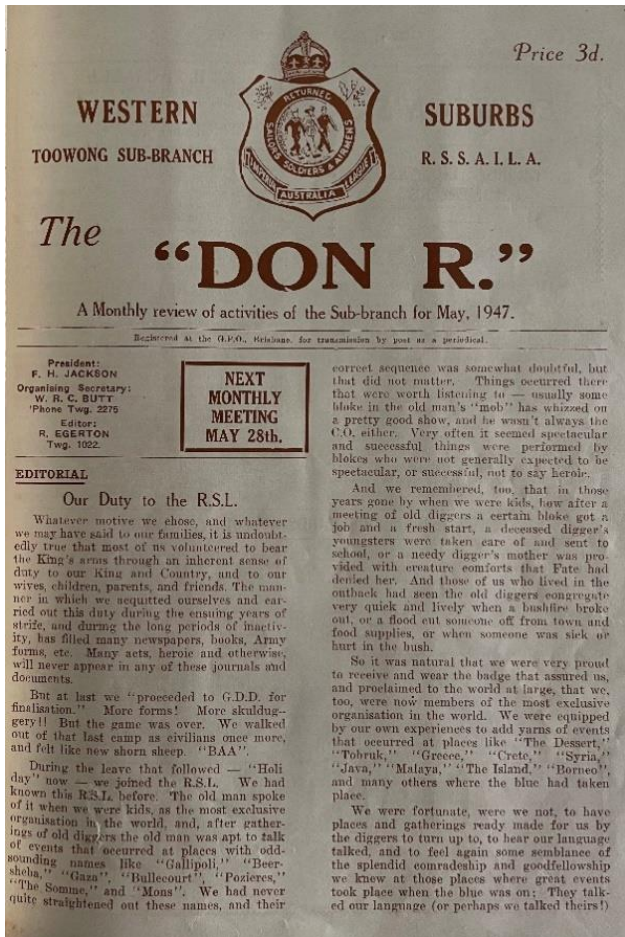 Price 3d.
WESTERN
SUBURBS
TOOWONG SUB-BRANCH
R. S. S. A. I. L. A.
RETURNED
SAILORS SOLDIERS & AIRMENS
IMPERIAL LEAGUE
AUSTRALIA
The
"DON R."
A Monthly review of activities of the Sub-branch for May, 1947.
Registered at the G.P.O., Brisbane, for transmission by post as a periodical.
President:
F. H. JACKSON
Organising Secretary:
W. R. C. BUTT
'Phone Twg. 2275
Editor:
R. EGERTON
Twg. 1022.
NEXT
MONTHLY
MEETING
MAY 28th.
EDITORIAL
Our Duty to the R.S.L.
Whatever motive we chose, and whatever
we may have said to our families, it is undoubt-
edly true that most of us volunteered to bear
the King's arms through an inherent sense of
duty to our King and Country, and to our
wives, children, parents, and friends. The man-
ner in which we acquitted ourselves and car-
ried out this duty during the ensuing years of
strife, and during the long periods of inactiv-
ity, has filled many newspapers, books, Army
forms, etc. Many acts, heroic and otherwise,
will never appear in any of these journals and
documents.
But at last we "proceeded to G.D.D. for
finalisation." More forms! More skuldug-
gery!! But the game was over. We walked
out of that last camp as civilians once more,
and felt like new shorn sheep. "BAA".
During the leave that followed — "Holi
day" now — we joined the R.S.L. We had
known this R.S.L. before. The old man spoke
of it when we were kids, as the most exclusive
organisation in the world, and, after gather-
ings of old diggers the old man was apt to talk
of events that occurred at places with odd-
sounding names like "Gallipoli," "Beer-
sheba," "Gaza", "Bullecourt", "Pozieres,"
"The Somme," and "Mons". We had never
quite straightened out these names, and their
correct sequence was somewhat doubtful, but
that did not matter. Things occurred there
that were worth listening to — usually some
bloke in the old man's "mob" has whizzed on
a pretty good show, and he wasn't always the
C.O. either. Very often it seemed spectacular
and successful things were performed by
blokes who were not generally expected to be
spectacular, or successful, not to say heroic.
And we remembered, too, that in those
years gone by when we were kids, how after a
meeting of old diggers a certain bloke got a
job and a fresh start, a deceased digger's
youngsters were taken care of and sent to
school, or a needy digger's mother was pro-
vided with creature comforts that Fate had
denied her. And those of us who lived in the
outback had seen the old diggers congregate
very quick and lively when a bushfire broke
out, or a flood cut someone off from town and
food supplies, or when someone was sick or
hurt in the bush.
So it was natural that we were very proud
to receive and wear the badge that assured us,
and proclaimed to the world at large, that we,
too, were now members of the most exclusive
organisation in the world. We were equipped
by our own experiences to add yarns of events
that occurred at places like "The Dessert,"
"Tobruk," "Greece," "Crete," "Syria,"
"Java," "Malaya," "The Island," "Borneo",
and many others where the blue had taken
place.
We were fortunate, were we not, to have
places and gatherings ready made for us by
the diggers to turn up to, to hear our language
talked, and to feel again some semblance of
the splendid comradeship and goodfellowship
we knew at those places where great events
took place when the blue was on; They talk-
ed our language (or perhaps we talked theirs!)